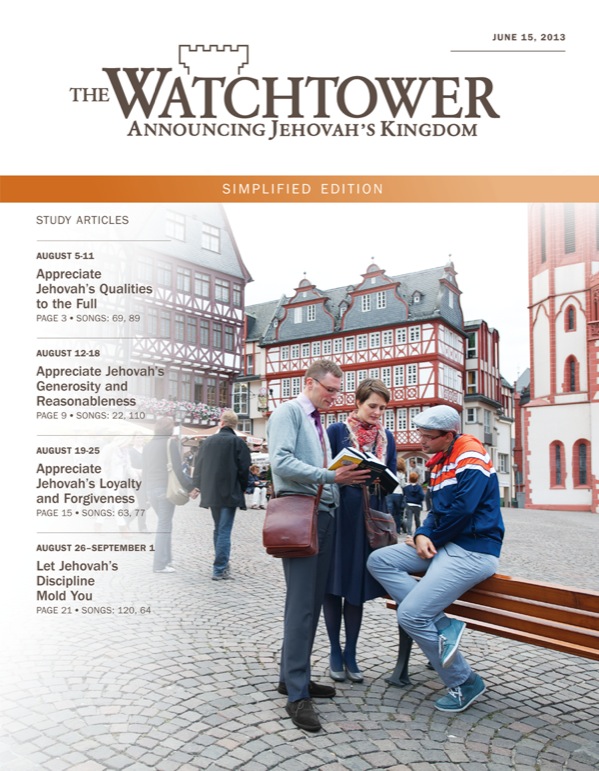 JUNE 15, 2013
THE WATCHTOWER
ANNOUNCING JEHOVAH'S KINGDOM
SIMPLIFIED EDITION
STUDY ARTICLES
AUGUST 5-11
Appreciate
Jehovah's Qualities
to the Full
PAGE 3 • SONGS: 69, 89
AUGUST 12-18
Appreciate Jehovah's
Generosity and
Reasonableness
PAGE 9 • SONGS: 22, 110
AUGUST 19-25
Appreciate
Jehovah's Loyalty
and Forgiveness
PAGE 15 • SONGS: 63, 77
AUGUST 26–SEPTEMBER 1
Let Jehovah's
Discipline
Mold You
PAGE 21 • SONGS: 120, 64